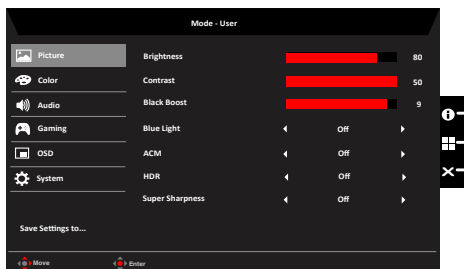 Mode - User
Picture
Color
Audio
Gaming
OSD
System
Save Settings to...
Brightness 80
Contrast 50
Black Boost 9
Blue Light Off
ACM Off
HDR Off
Super Sharpness Off
Move Enter